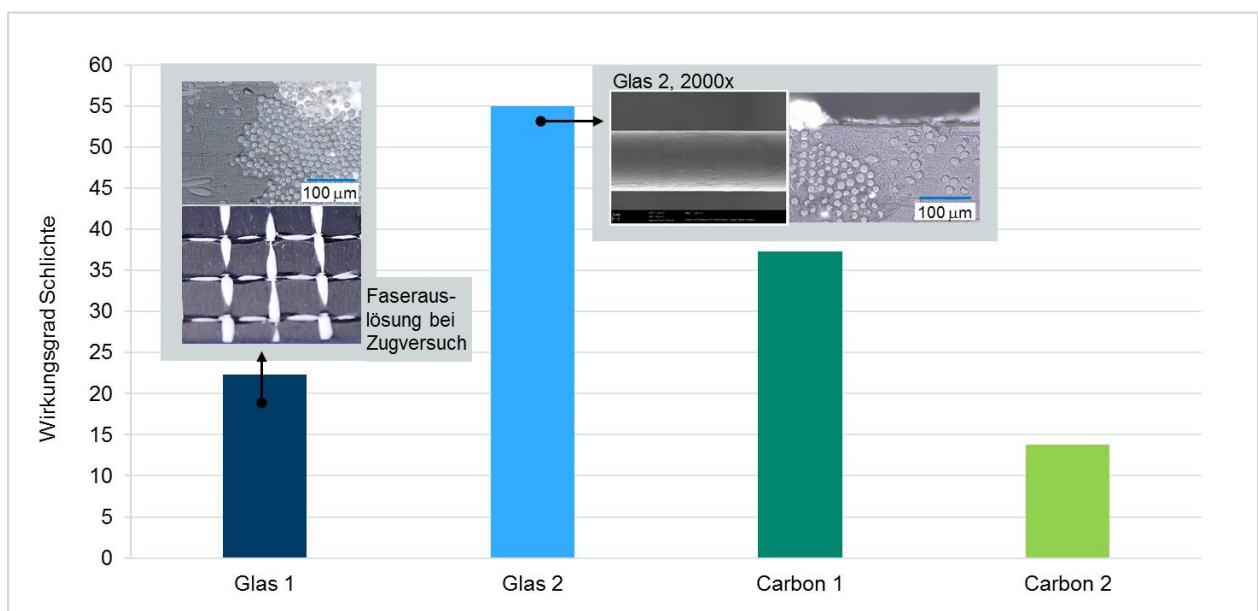 Wirkungsgrad Schlichte
60
55
50
45
40
35
30
25
20
15
10
5
0
100 µm
Faseraus-
lösung bei
Zugversuch
Glas 2, 2000x
100 µm
Glas 1
Glas 2
Carbon 1
Carbon 2